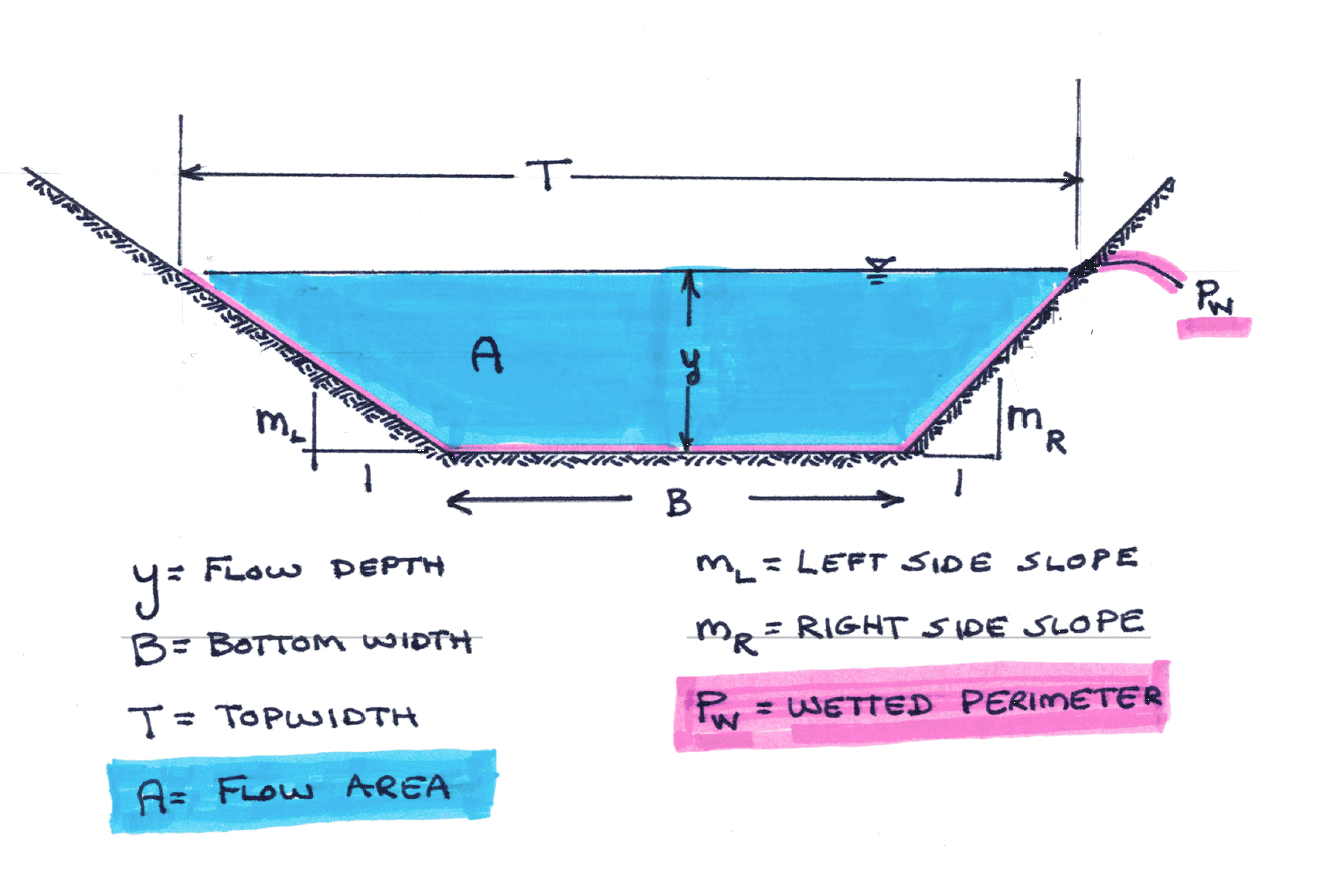 T
A
y
P_W
m_L
1
m_R
1
B
y = FLOW DEPTH
B = BOTTOM WIDTH
T = TOPWIDTH
A = FLOW AREA
m_L = LEFT SIDE SLOPE
m_R = RIGHT SIDE SLOPE
P_W = WETTED PERIMETER